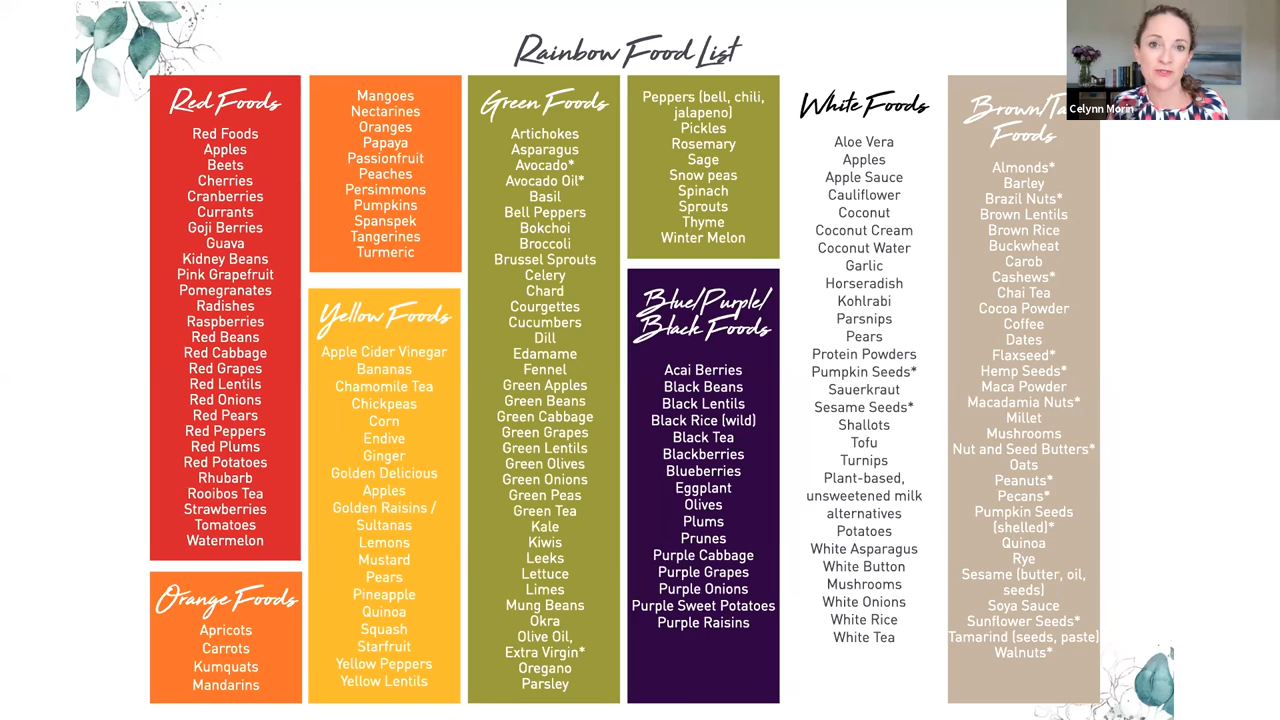 Rainbow Food List
Celynn Morin
Red Foods
Red Foods
Apples
Beets
Cherries
Cranberries
Currants
Goji Berries
Guava
Kidney Beans
Pink Grapefruit
Pomegranates
Radishes
Raspberries
Red Beans
Red Cabbage
Red Grapes
Red Lentils
Red Onions
Red Pears
Red Peppers
Red Plums
Red Potatoes
Rhubarb
Rooibos Tea
Strawberries
Tomatoes
Watermelon
Orange Foods
Apricots
Carrots
Kumquats
Mandarins
Mangoes
Nectarines
Oranges
Papaya
Passionfruit
Peaches
Persimmons
Pumpkins
Spanspek
Tangerines
Turmeric
Yellow Foods
Apple Cider Vinegar
Bananas
Chamomile Tea
Chickpeas
Corn
Endive
Ginger
Golden Delicious
Apples
Golden Raisins /
Sultanas
Lemons
Mustard
Pears
Pineapple
Quinoa
Squash
Starfruit
Yellow Peppers
Yellow Lentils
Green Foods
Artichokes
Asparagus
Avocado*
Avocado Oil*
Basil
Bell Peppers
Bokchoi
Broccoli
Brussel Sprouts
Celery
Chard
Courgettes
Cucumbers
Dill
Edamame
Fennel
Green Apples
Green Beans
Green Cabbage
Green Grapes
Green Lentils
Green Olives
Green Onions
Green Peas
Green Tea
Kale
Kiwis
Leeks
Lettuce
Limes
Mung Beans
Okra
Olive Oil,
Extra Virgin*
Oregano
Parsley
Peppers (bell, chili,
jalapeno)
Pickles
Rosemary
Sage
Snow peas
Spinach
Sprouts
Thyme
Winter Melon
Blue/Purple/
Black Foods
Acai Berries
Black Beans
Black Lentils
Black Rice (wild)
Black Tea
Blackberries
Blueberries
Eggplant
Olives
Plums
Prunes
Purple Cabbage
Purple Grapes
Purple Onions
Purple Sweet Potatoes
Purple Raisins
White Foods
Aloe Vera
Apples
Apple Sauce
Cauliflower
Coconut
Coconut Cream
Coconut Water
Garlic
Horseradish
Kohlrabi
Parsnips
Pears
Protein Powders
Pumpkin Seeds*
Sauerkraut
Sesame Seeds*
Shallots
Tofu
Turnips
Plant-based,
unsweetened milk
alternatives
Potatoes
White Asparagus
White Button
Mushrooms
White Onions
White Rice
White Tea
Brown/Ta
Foods
Almonds*
Barley
Brazil Nuts*
Brown Lentils
Brown Rice
Buckwheat
Carob
Cashews*
Chai Tea
Cocoa Powder
Coffee
Dates
Flaxseed*
Hemp Seeds*
Maca Powder
Macadamia Nuts*
Millet
Mushrooms
Nut and Seed Butters*
Oats
Peanuts*
Pecans*
Pumpkin Seeds
(shelled)*
Quinoa
Rye
Sesame (butter, oil,
seeds)
Soya Sauce
Sunflower Seeds*
Tamarind (seeds, paste)
Walnuts*